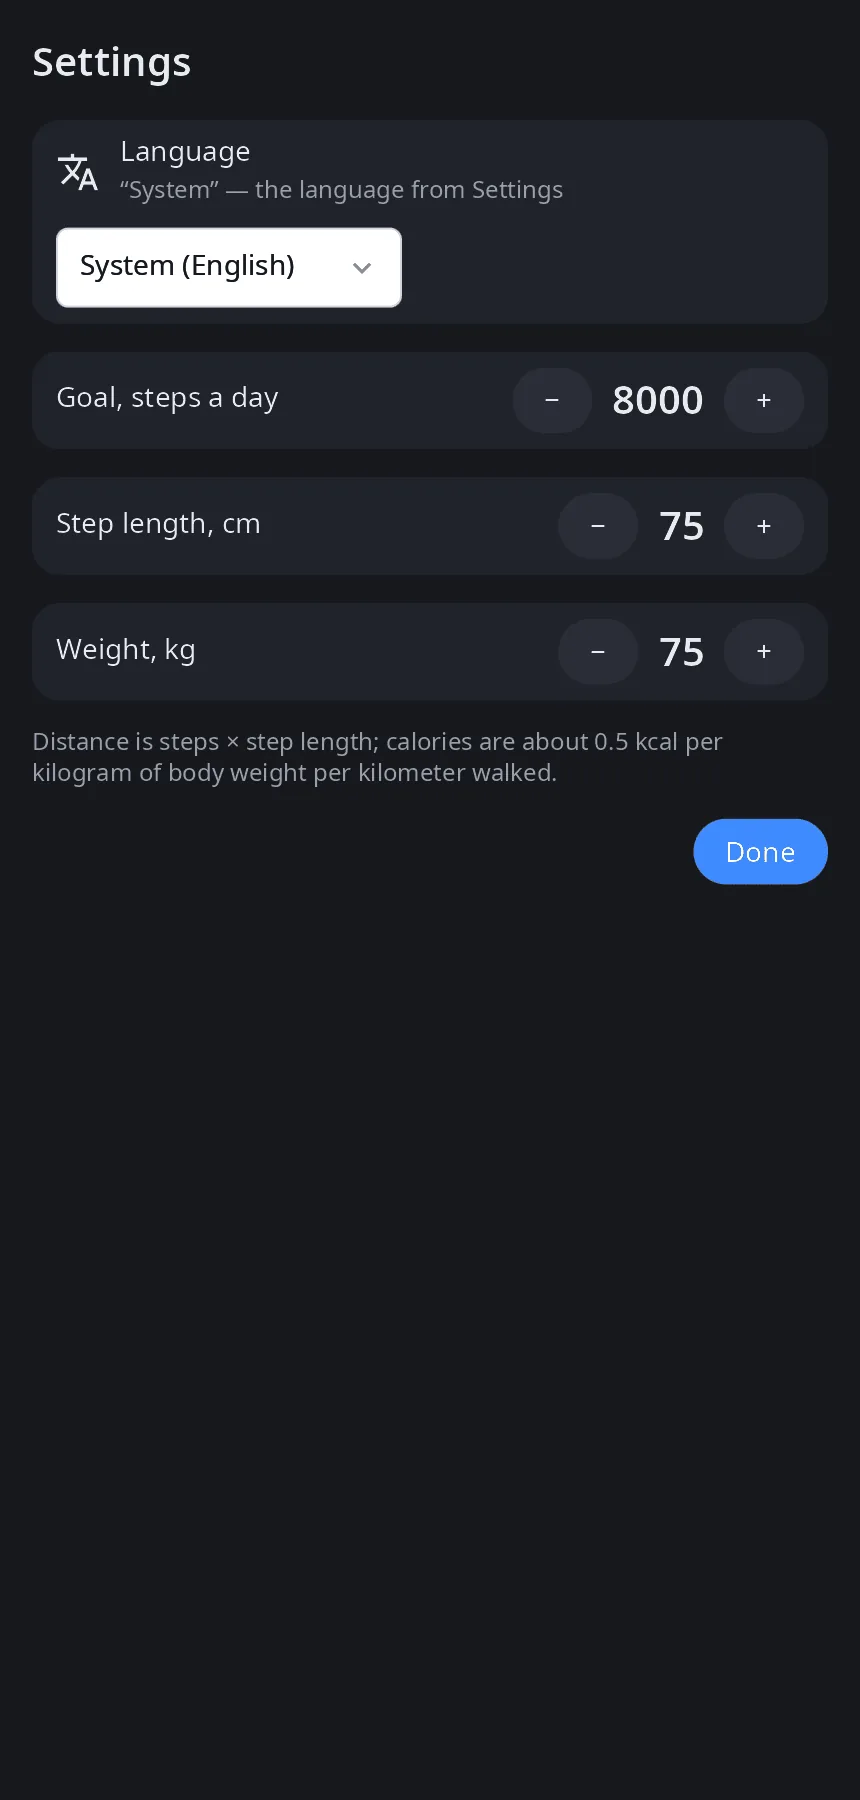 Settings
Language
“System” — the language from Settings
System (English)
Goal, steps a day
− 8000 +
Step length, cm
− 75 +
Weight, kg
− 75 +
Distance is steps × step length; calories are about 0.5 kcal per
kilogram of body weight per kilometer walked.
Done